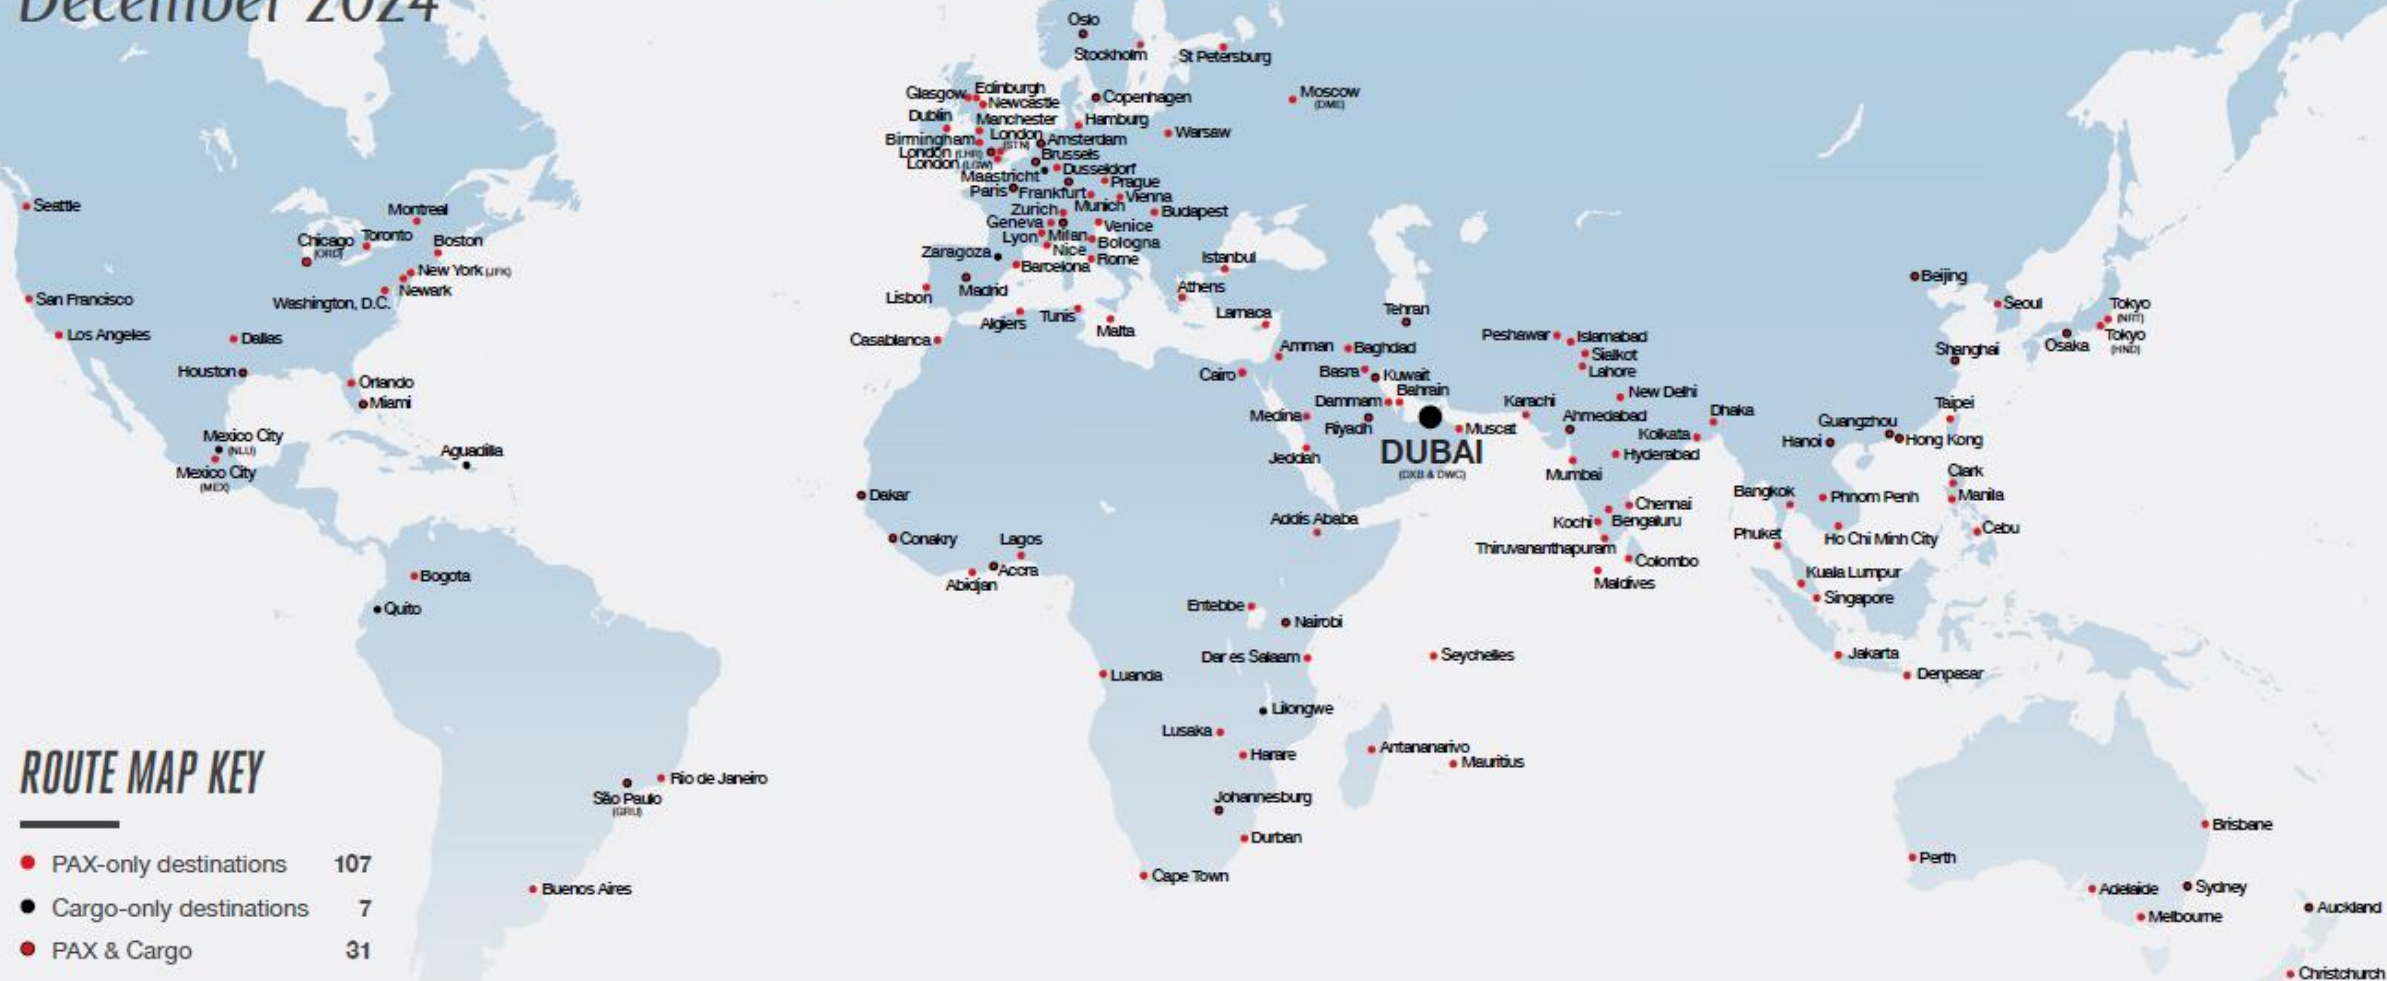 December 2024
Oslo
Stockholm
St Petersburg
Glasgow
Edinburgh
Newcastle
Copenhagen
Moscow
(DME)
Dublin
Manchester
Hamburg
Birmingham
London
(STN)
Amsterdam
Warsaw
London (LHR)
London (LGW)
Brussels
Maastricht
Dusseldorf
Paris
Frankfurt
Prague
Munich
Vienna
Zurich
Budapest
Geneva
Venice
Lyon
Milan
Bologna
Nice
Zaragoza
Rome
Barcelona
Istanbul
Lisbon
Madrid
Athens
Algiers
Tunis
Malta
Larnaca
Casablanca
Seattle
Montreal
Chicago
(ORD)
Toronto
Boston
New York (JFK)
Newark
Washington, D.C.
San Francisco
Los Angeles
Dallas
Houston
Orlando
Miami
Mexico City
(NLU)
Mexico City
(MEX)
Aguadilla
Bogota
Quito
Rio de Janeiro
São Paulo
(GRU)
Buenos Aires
Tehran
Amman
Baghdad
Cairo
Basra
Kuwait
Bahrain
Dammam
Medina
Riyadh
Jeddah
DUBAI
(DXB & DWC)
Muscat
Peshawar
Islamabad
Sialkot
Lahore
New Delhi
Karachi
Ahmedabad
Dhaka
Kolkata
Hyderabad
Mumbai
Chennai
Kochi
Bengaluru
Thiruvananthapuram
Colombo
Maldives
Beijing
Seoul
Tokyo
(NRT)
Tokyo
(HND)
Osaka
Shanghai
Taipei
Guangzhou
Hanoi
Hong Kong
Clark
Manila
Bangkok
Phnom Penh
Cebu
Phuket
Ho Chi Minh City
Kuala Lumpur
Singapore
Jakarta
Denpasar
Dakar
Conakry
Lagos
Accra
Abidjan
Addis Ababa
Entebbe
Nairobi
Dar es Salaam
Seychelles
Luanda
Lilongwe
Lusaka
Harare
Antananarivo
Mauritius
Johannesburg
Durban
Cape Town
Brisbane
Perth
Adelaide
Sydney
Melbourne
Auckland
Christchurch
ROUTE MAP KEY
PAX-only destinations 107
Cargo-only destinations 7
PAX & Cargo 31